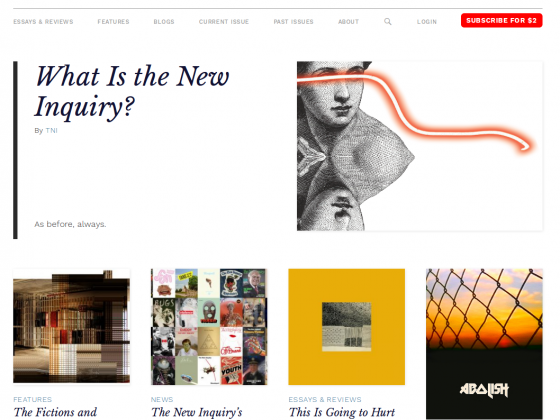 ESSAYS & REVIEWS FEATURES BLOGS CURRENT ISSUE PAST ISSUES ABOUT LOGIN SUBSCRIBE FOR $2
What Is the New
Inquiry?
By TNI
As before, always.
BUGS
YOUTH
ABOLISH
FEATURES NEWS ESSAYS & REVIEWS
The Fictions and The New Inquiry's This Is Going to Hurt